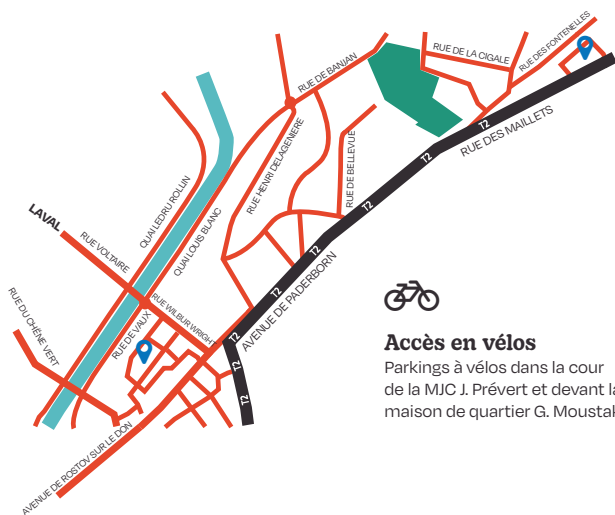 RUE DES FONTENELLES
RUE DE LA CIGALE
RUE DE BANJAN
T2
RUE DES MAILLETS
T2
RUE HENRI DELAGENIERE
RUE DE BELLEVUE
QUAI LEDRU ROLLIN
T2
LAVAL
QUAI LOUIS BLANC
RUE VOLTAIRE
T2
AVENUE DE PADERBORN
T2
RUE DU CHÊNE VERT
RUE DE VAUX
RUE WILBUR WRIGHT
T2
T2
AVENUE DE ROSTOV SUR LE DON
Accès en vélos
Parkings à vélos dans la cour
de la MJC J. Prévert et devant la
maison de quartier G.